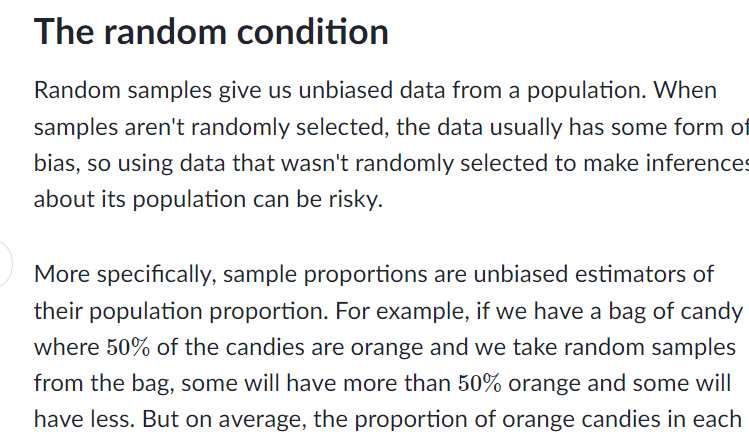 The random condition
Random samples give us unbiased data from a population. When
samples aren't randomly selected, the data usually has some form of
bias, so using data that wasn't randomly selected to make inferences
about its population can be risky.
More specifically, sample proportions are unbiased estimators of
their population proportion. For example, if we have a bag of candy
where 50% of the candies are orange and we take random samples
from the bag, some will have more than 50% orange and some will
have less. But on average, the proportion of orange candies in each